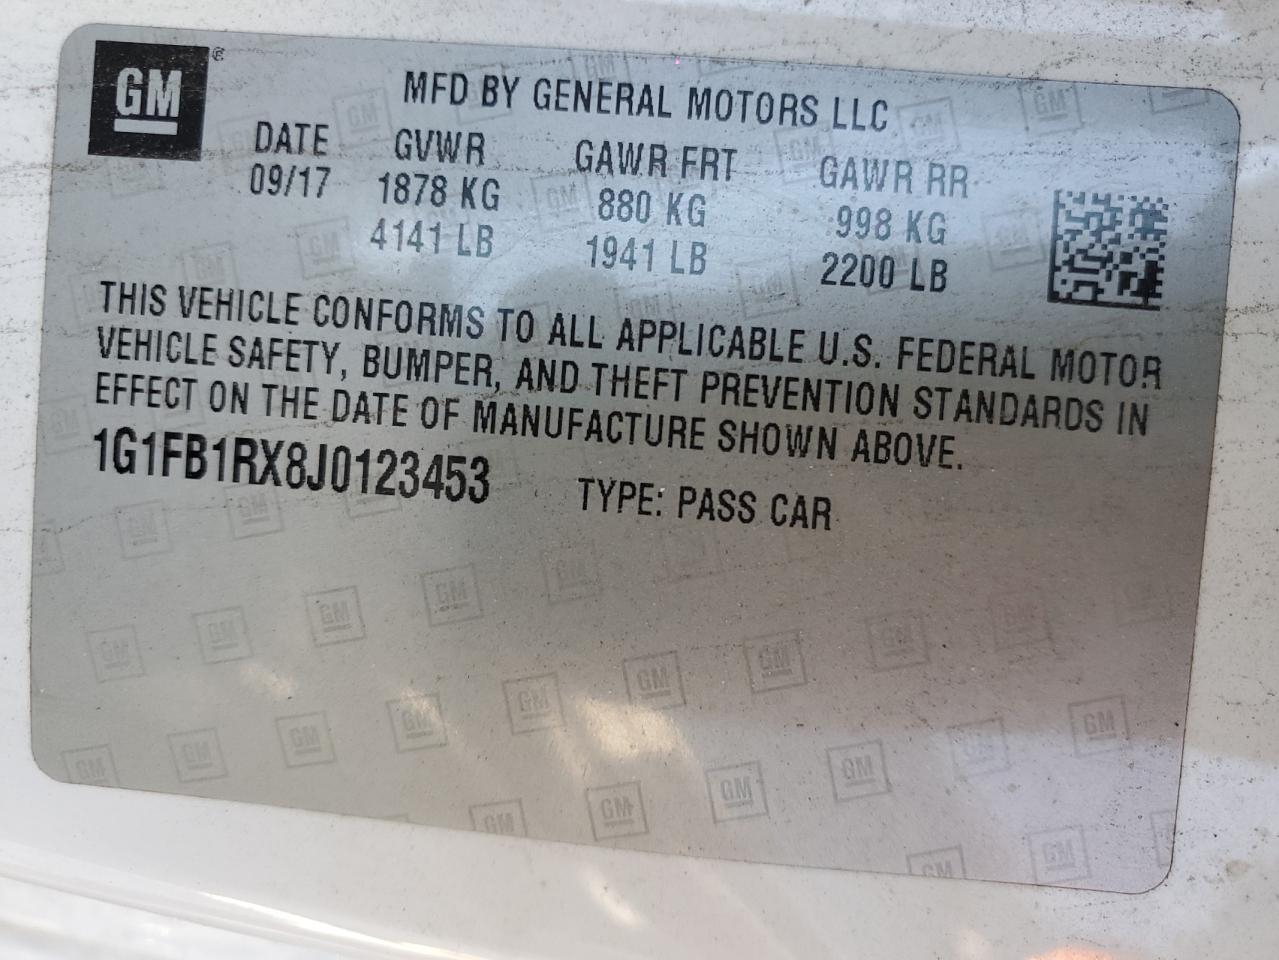 GM
MFD BY GENERAL MOTORS LLC
DATE GVWR GAWR FRT GAWR RR
09/17 1878 KG 880 KG 998 KG
4141 LB 1941 LB 2200 LB
THIS VEHICLE CONFORMS TO ALL APPLICABLE U.S. FEDERAL MOTOR
VEHICLE SAFETY, BUMPER, AND THEFT PREVENTION STANDARDS IN
EFFECT ON THE DATE OF MANUFACTURE SHOWN ABOVE.
1G1FB1RX8J0123453 TYPE: PASS CAR